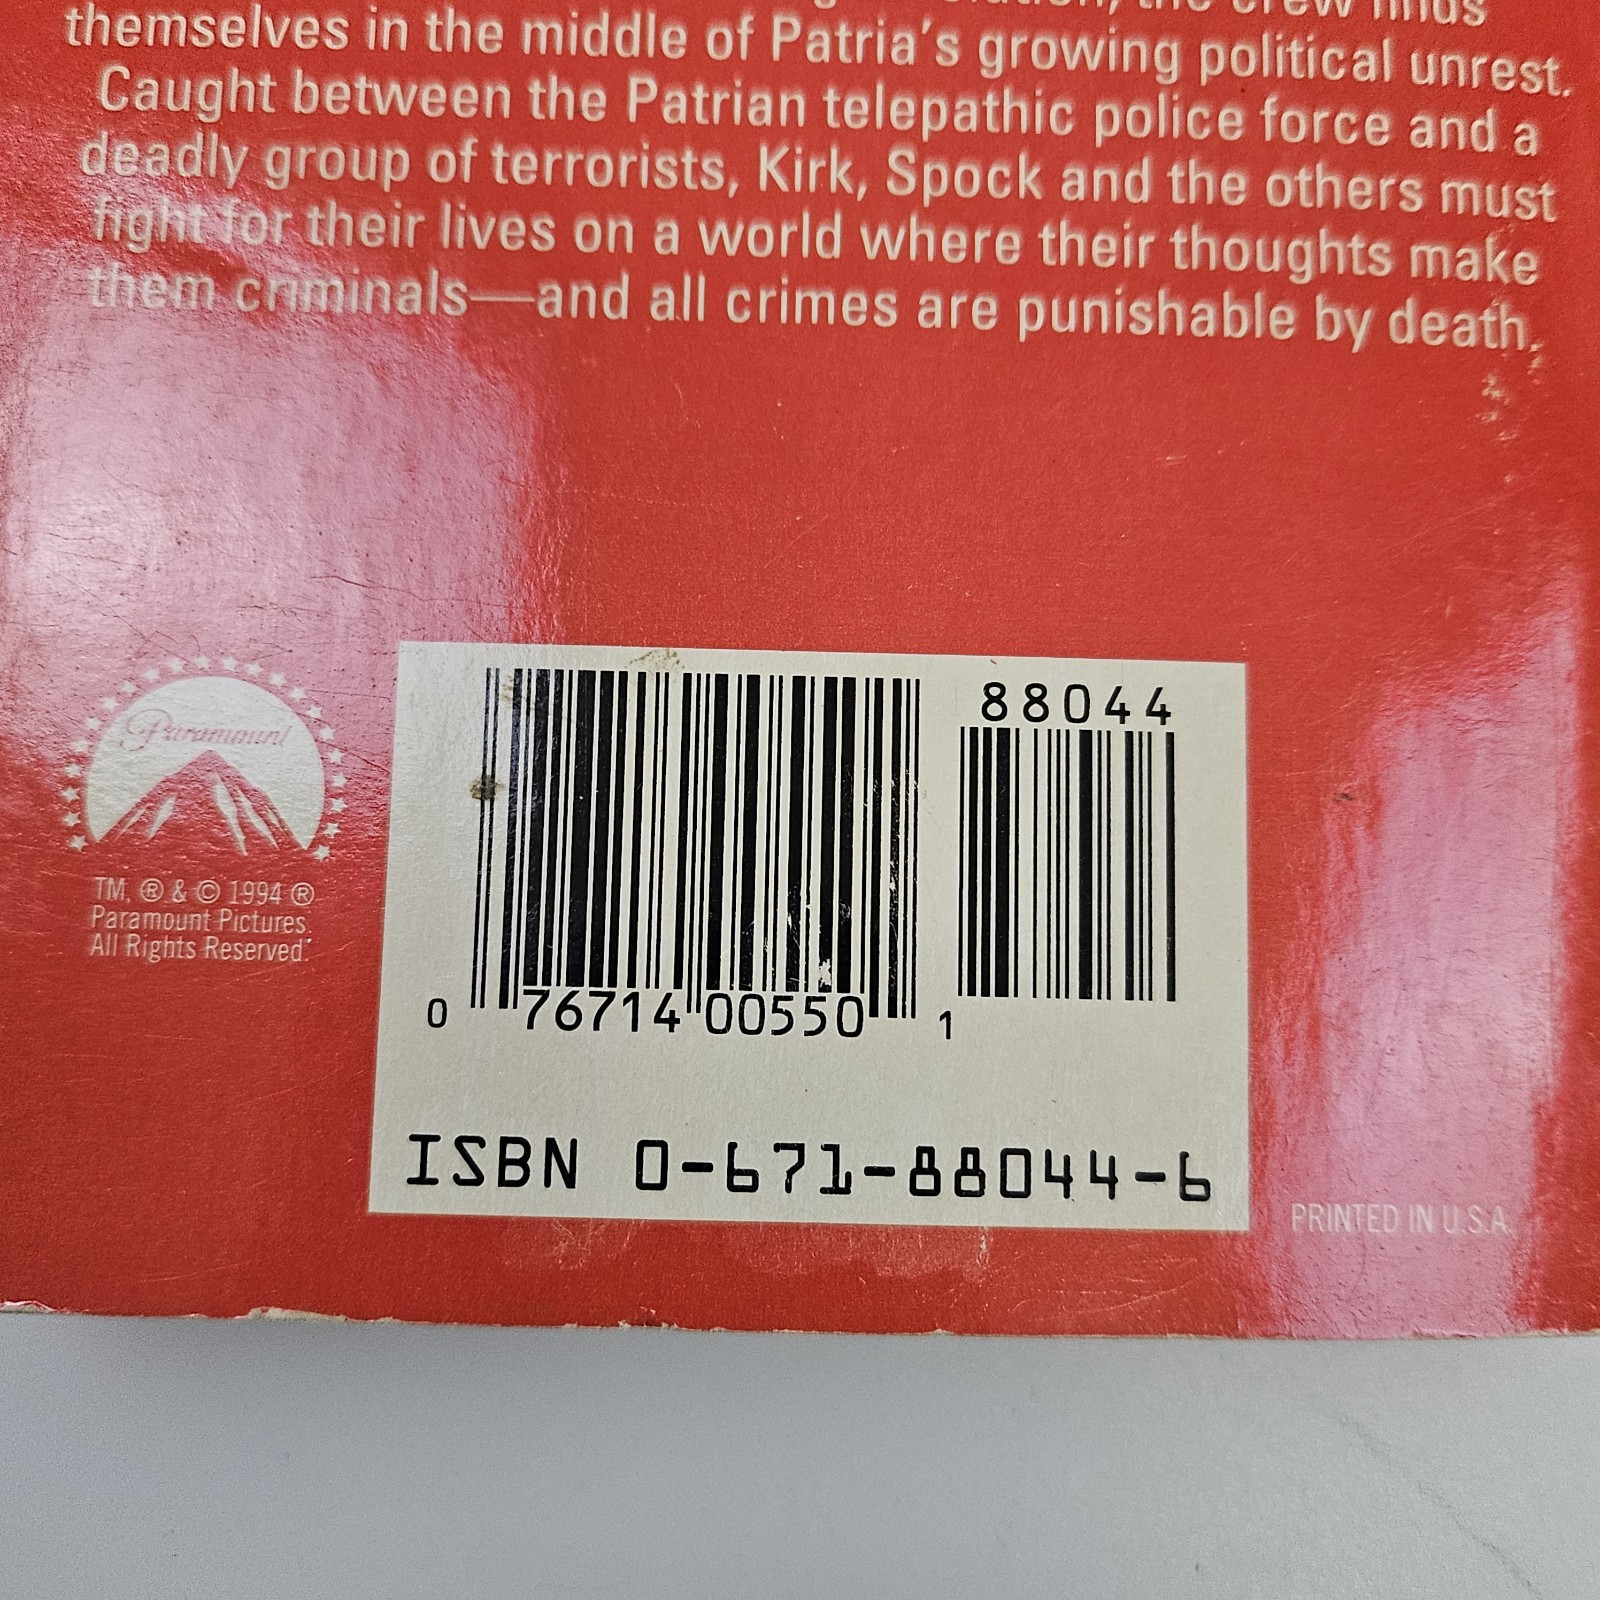 the crew finds
themselves in the middle of Patria's growing political unrest.
Caught between the Patrian telepathic police force and a
deadly group of terrorists, Kirk, Spock and the others must
fight for their lives on a world where their thoughts make
them criminals—and all crimes are punishable by death.
Paramount
TM, ® & © 1994 ®
Paramount Pictures.
All Rights Reserved.
88044
0 76714 00550 1
ISBN 0-671-88044-6
PRINTED IN U.S.A.